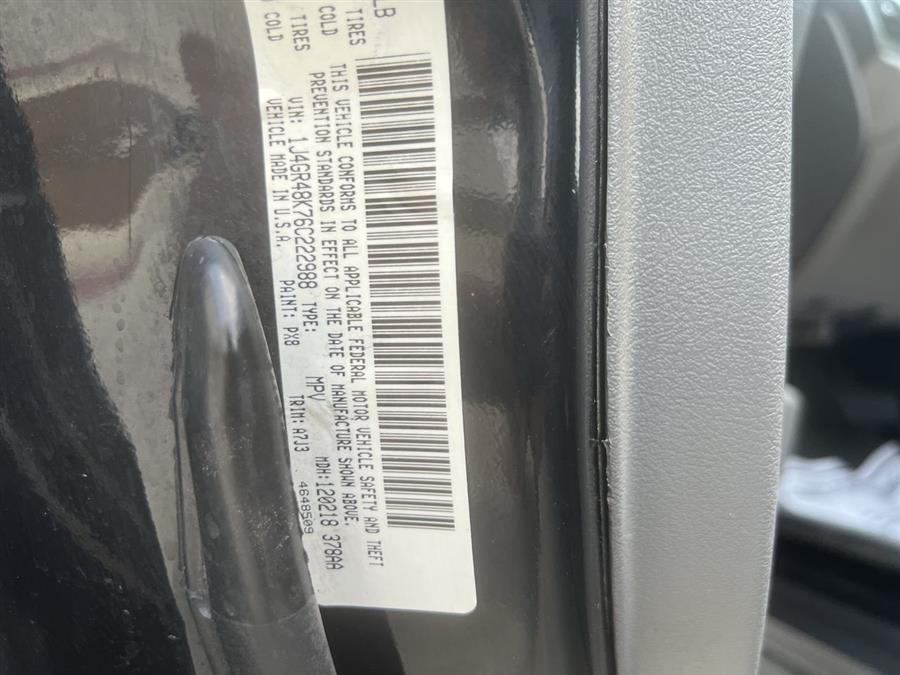 LB
TIRES
COLD
TIRES
COLD
THIS VEHICLE CONFORMS TO ALL APPLICABLE FEDERAL MOTOR VEHICLE SAFETY AND THEFT
PREVENTION STANDARDS IN EFFECT ON THE DATE OF MANUFACTURE SHOWN ABOVE.
VIN: 1J4GR48K76C222988 TYPE: MPV MDH:120218 378AA
VEHICLE MADE IN U.S.A. PAINT: PX8 TRIM: A7J3 4648509